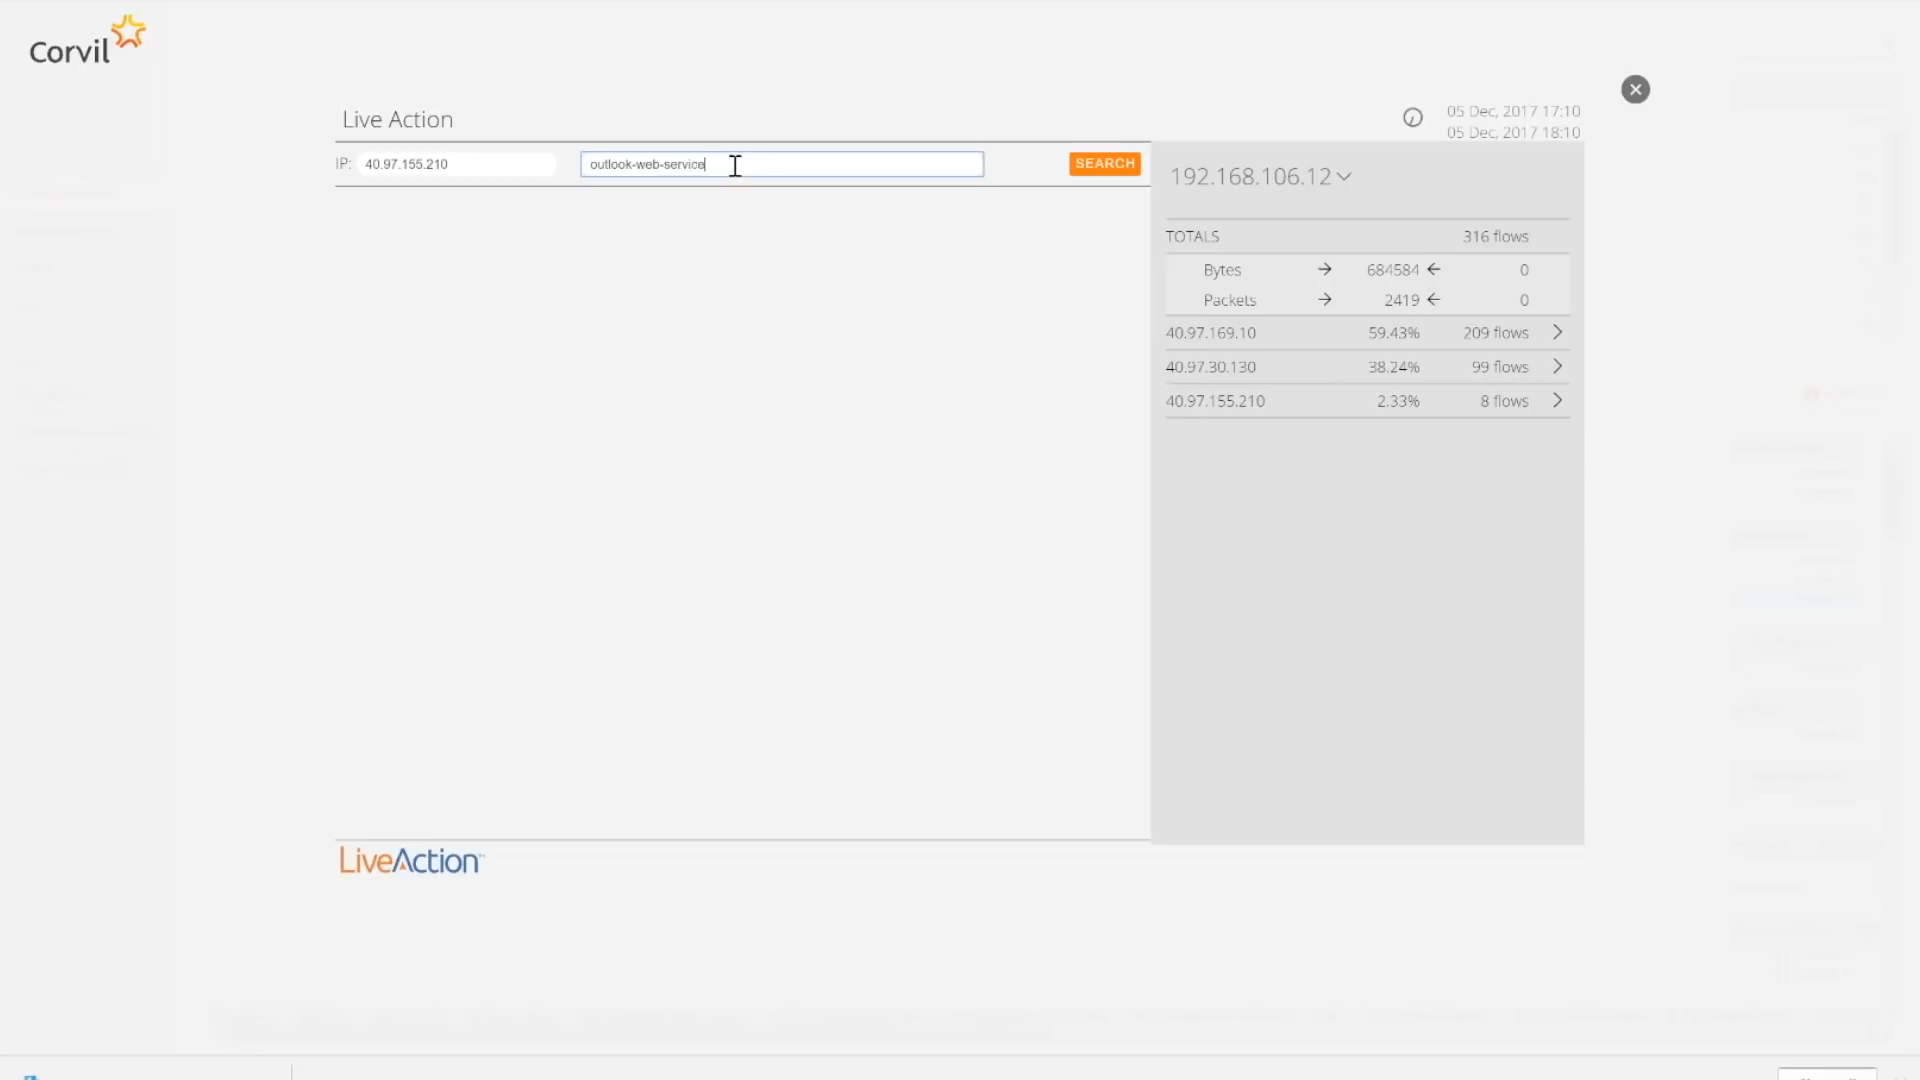 Corvil
Live Action
05 Dec, 2017 17:10
05 Dec, 2017 18:10
IP: 40.97.155.210 outlook-web-service SEARCH
192.168.106.12
TOTALS 316 flows
Bytes → 684584 ← 0
Packets → 2419 ← 0
40.97.169.10 59.43% 209 flows
40.97.30.130 38.24% 99 flows
40.97.155.210 2.33% 8 flows
LiveAction